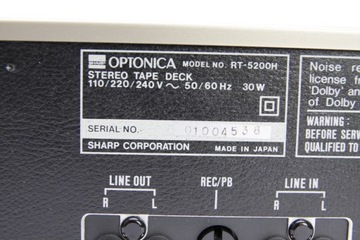 OPTONICA MODEL NO. RT-5200H
STEREO TAPE DECK
110/220/240V ~ 50/60Hz 30W
SERIAL NO. 01004538
SHARP CORPORATION MADE IN JAPAN
Noise re
license from
'Dolby' and
of Dolby
WARNING:
BEFORE SERV
QUALIFIED TO
LINE OUT REC/PB LINE IN
R L R L